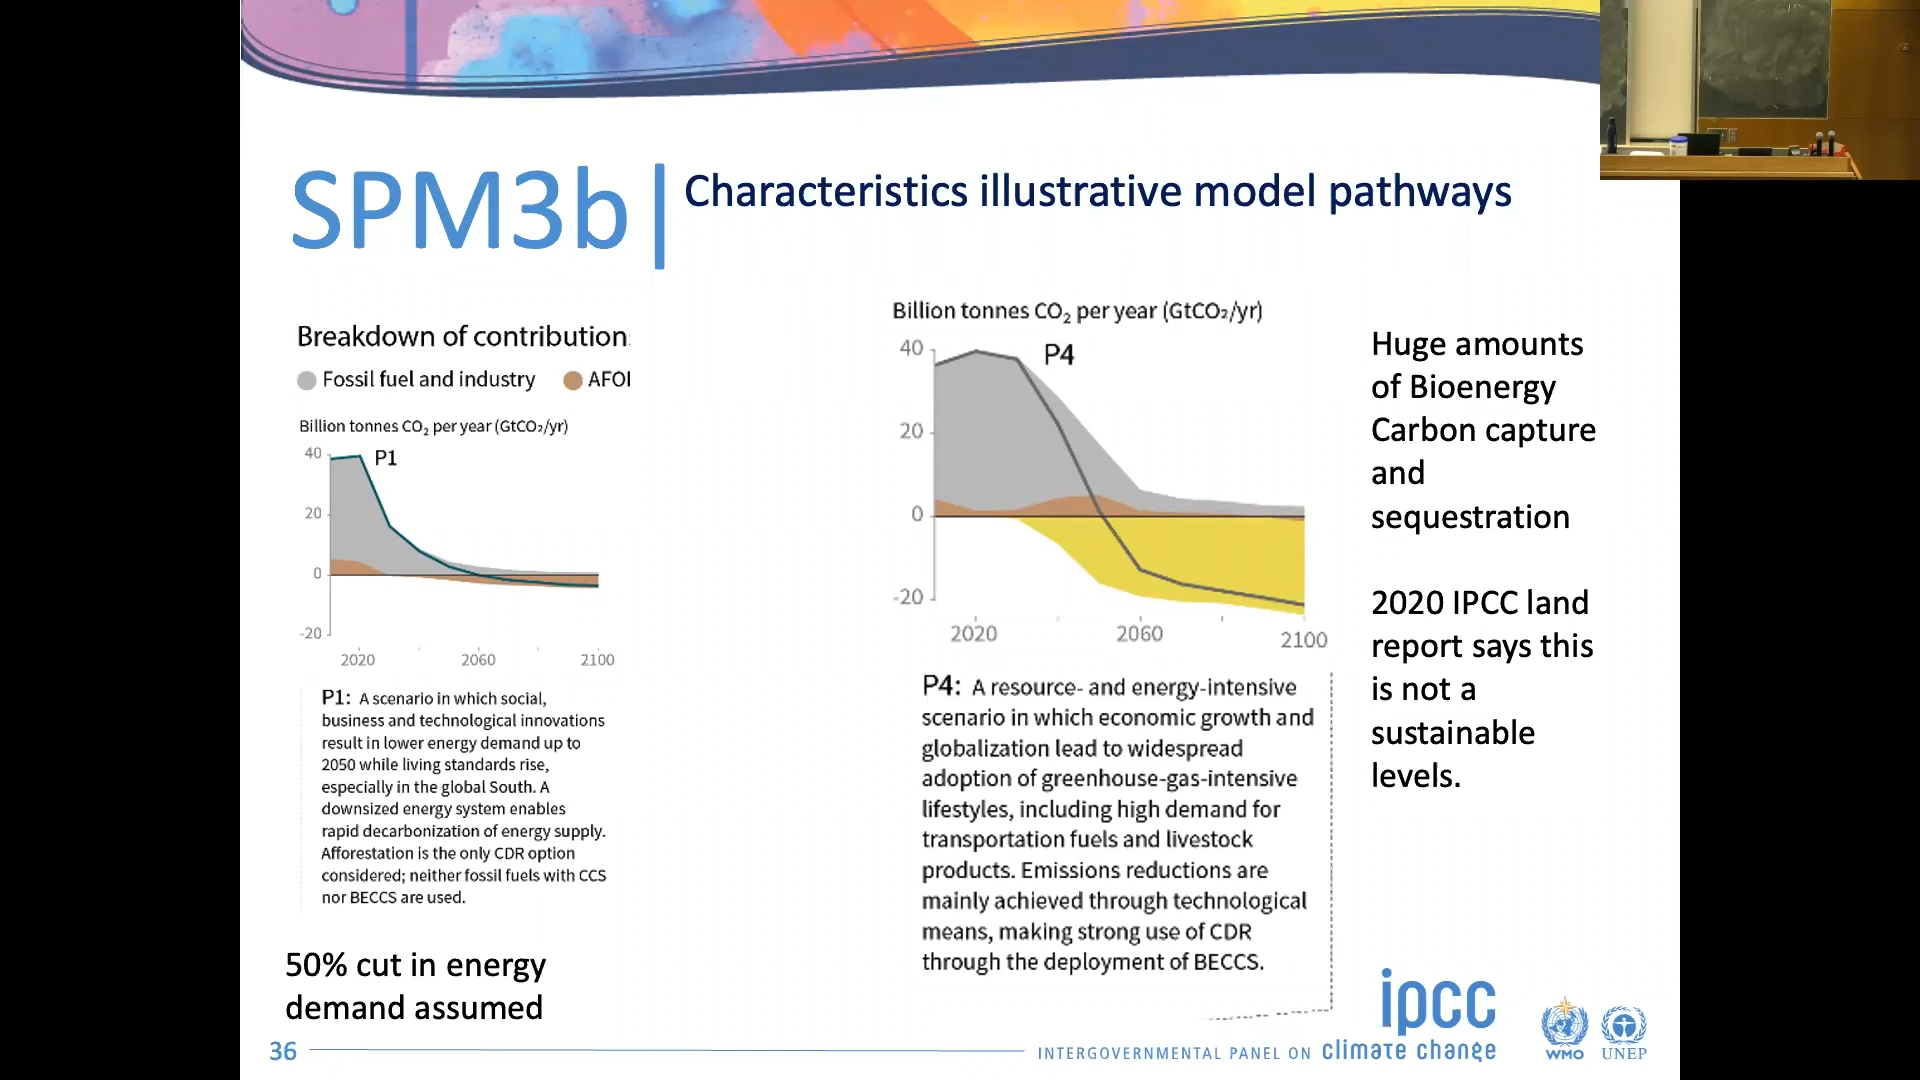 SPM3b
Characteristics illustrative model pathways
Breakdown of contribution
Fossil fuel and industry
AFOI
Billion tonnes CO₂ per year (GtCO₂/yr)
40
P1
20
0
-20
2020
2060
2100
P1: A scenario in which social,
business and technological innovations
result in lower energy demand up to
2050 while living standards rise,
especially in the global South. A
downsized energy system enables
rapid decarbonization of energy supply.
Afforestation is the only CDR option
considered; neither fossil fuels with CCS
nor BECCS are used.
50% cut in energy
demand assumed
Billion tonnes CO₂ per year (GtCO₂/yr)
40
P4
20
0
-20
2020
2060
2100
P4: A resource- and energy-intensive
scenario in which economic growth and
globalization lead to widespread
adoption of greenhouse-gas-intensive
lifestyles, including high demand for
transportation fuels and livestock
products. Emissions reductions are
mainly achieved through technological
means, making strong use of CDR
through the deployment of BECCS.
Huge amounts
of Bioenergy
Carbon capture
and
sequestration
2020 IPCC land
report says this
is not a
sustainable
levels.
36
ipcc
INTERGOVERNMENTAL PANEL ON climate change
WMO
UNEP